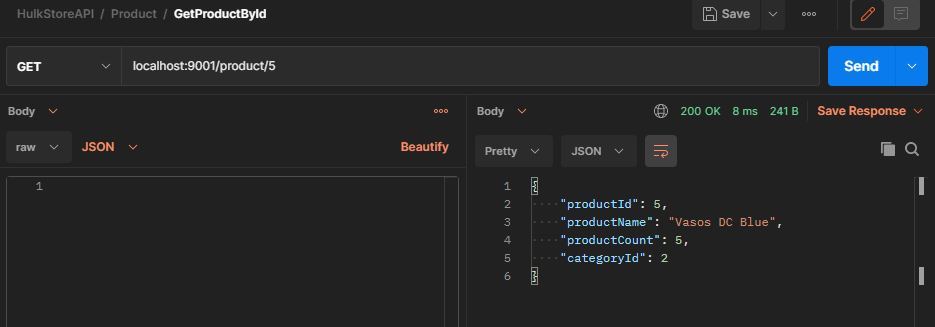 HulkStoreAPI / Product / GetProductById
Save
GET
localhost:9001/product/5
Send
Body
raw
JSON
Beautify
1
Body
200 OK 8 ms 241 B
Save Response
Pretty
JSON
1 {
2 "productId": 5,
3 "productName": "Vasos DC Blue",
4 "productCount": 5,
5 "categoryId": 2
6 }